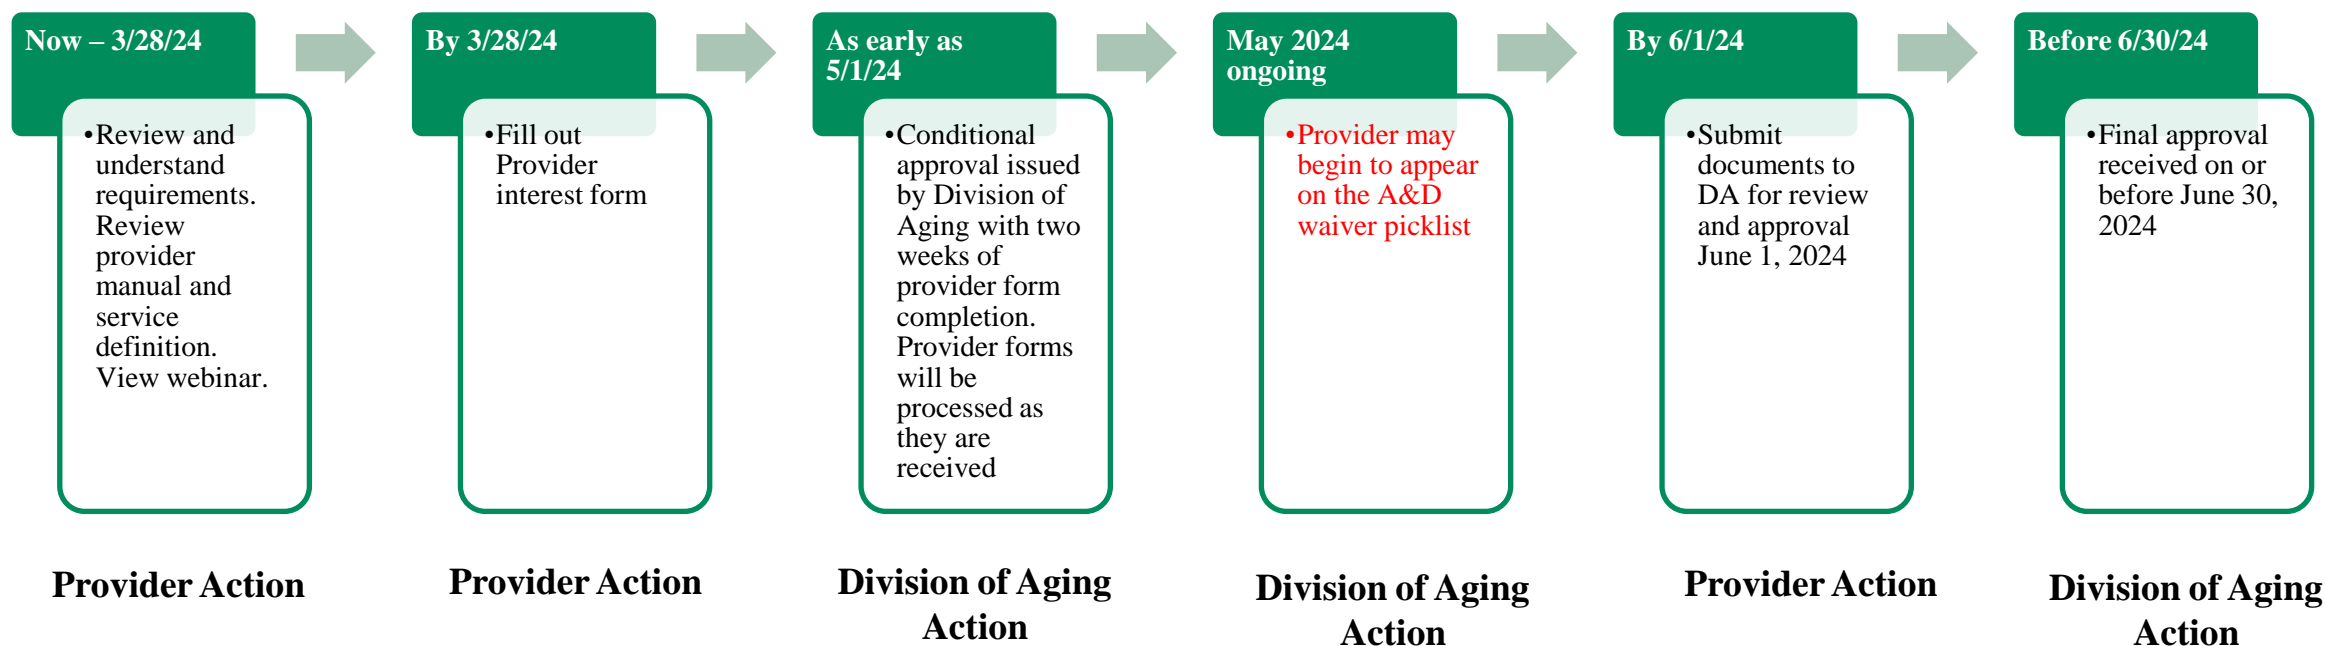 Now – 3/28/24
•Review and
understand
requirements.
Review
provider
manual and
service
definition.
View webinar.
Provider Action
By 3/28/24
•Fill out
Provider
interest form
Provider Action
As early as
5/1/24
•Conditional
approval issued
by Division of
Aging with two
weeks of
provider form
completion.
Provider forms
will be
processed as
they are
received
Division of Aging
Action
May 2024
ongoing
•Provider may
begin to appear
on the A&D
waiver picklist
Division of Aging
Action
By 6/1/24
•Submit
documents to
DA for review
and approval
June 1, 2024
Provider Action
Before 6/30/24
•Final approval
received on or
before June 30,
2024
Division of Aging
Action